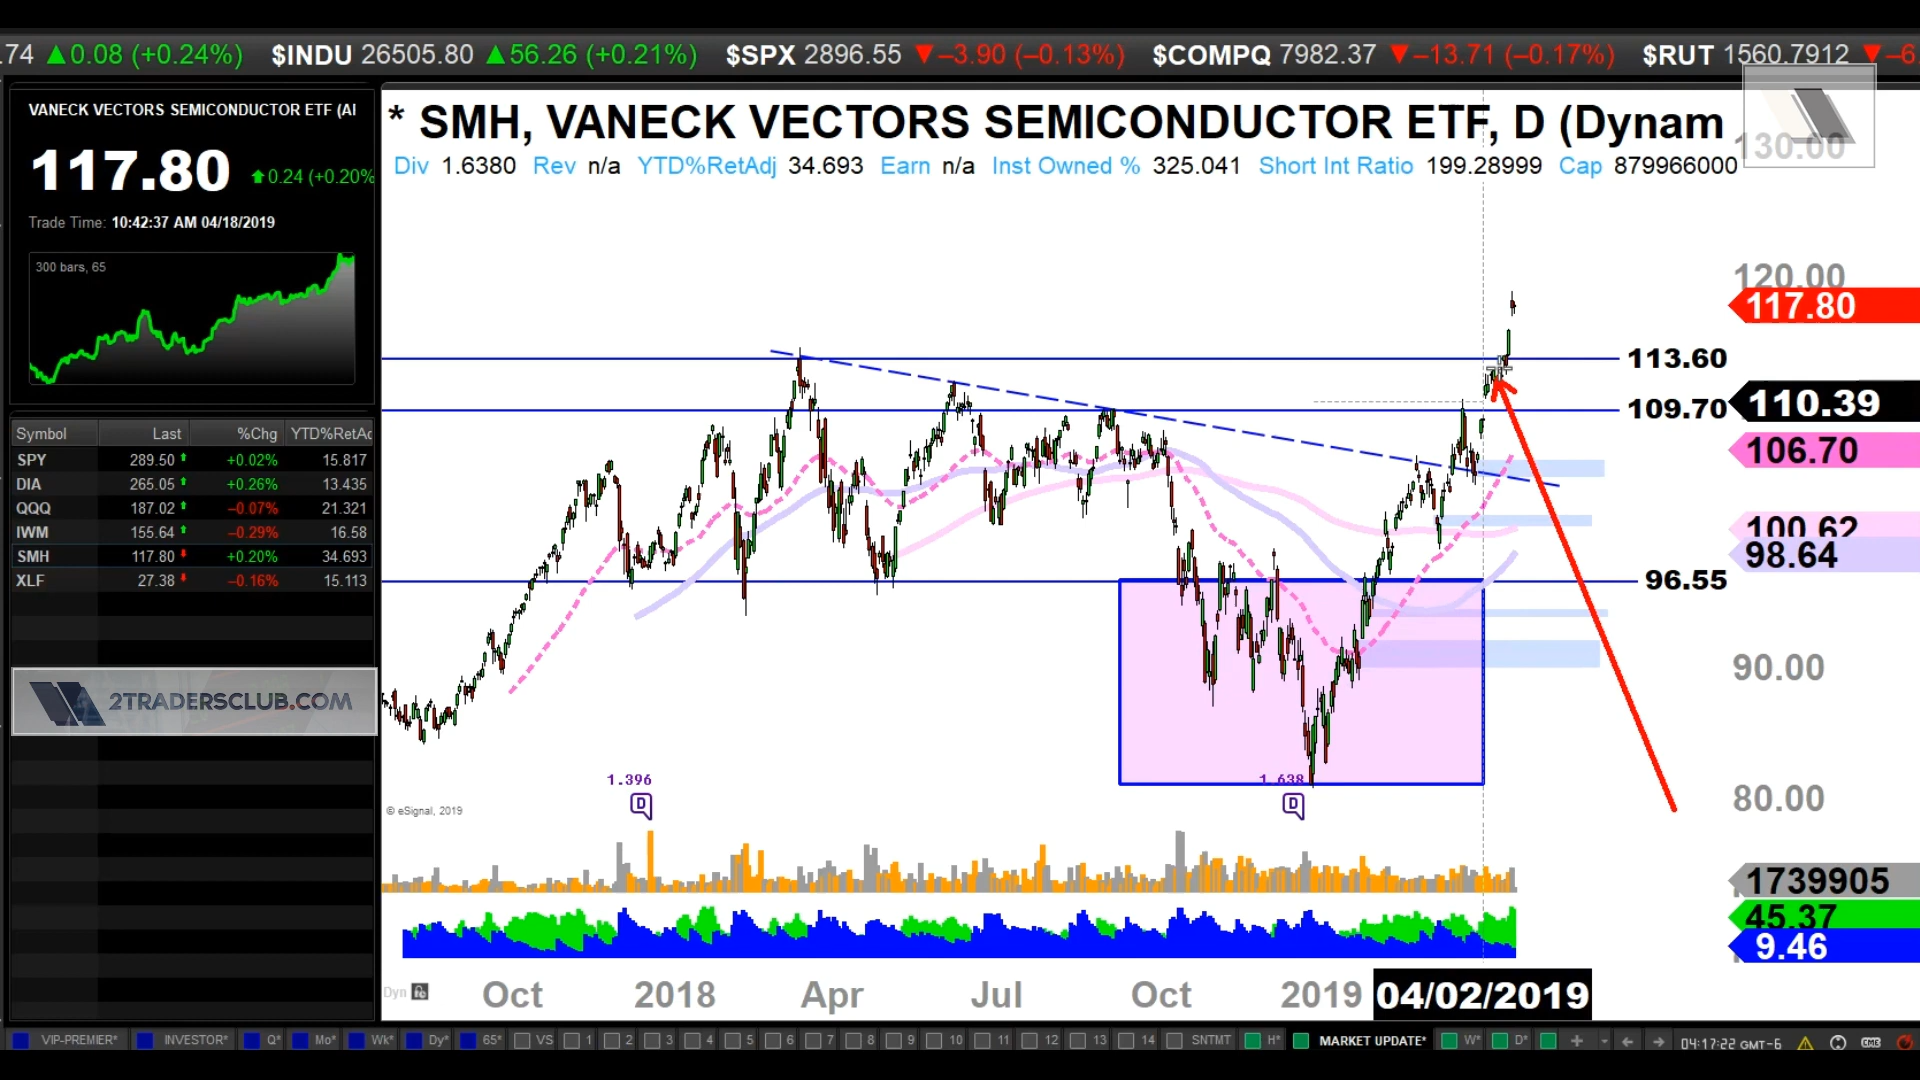 .74 ▲0.08 (+0.24%) $INDU 26505.80 ▲56.26 (+0.21%) $SPX 2896.55 ▼–3.90 (–0.13%) $COMPQ 7982.37 ▼–13.71 (–0.17%) $RUT 1560.7912 ▼–6
VANECK VECTORS SEMICONDUCTOR ETF (AI
117.80 0.24 (+0.20%
Trade Time: 10:42:37 AM 04/18/2019
300 bars, 65
Symbol Last %Chg YTD%RetAd
SPY 289.50 +0.02% 15.817
DIA 265.05 +0.26% 13.435
QQQ 187.02 –0.07% 21.321
IWM 155.64 –0.29% 16.58
SMH 117.80 +0.20% 34.693
XLF 27.38 –0.16% 15.113
2TRADERSCLUB.COM
* SMH, VANECK VECTORS SEMICONDUCTOR ETF, D (Dynam
Div 1.6380 Rev n/a YTD%RetAdj 34.693 Earn n/a Inst Owned % 325.041 Short Int Ratio 199.28999 Cap 879966000
130.00
120.00
117.80
113.60
109.70
110.39
106.70
100.62
98.64
96.55
90.00
80.00
1.396
1.638
D
D
© eSignal, 2019
1739905
45.37
9.46
Dyn
Oct 2018 Apr Jul Oct 2019 04/02/2019
VIP-PREMIER* INVESTOR* Q* Mo* Wk* Dy* 65* VS 1 2 3 4 5 6 7 8 9 10 11 12 13 14 SNTMT H* MARKET UPDATE* W* D* 04:17:22 GMT-6 CME